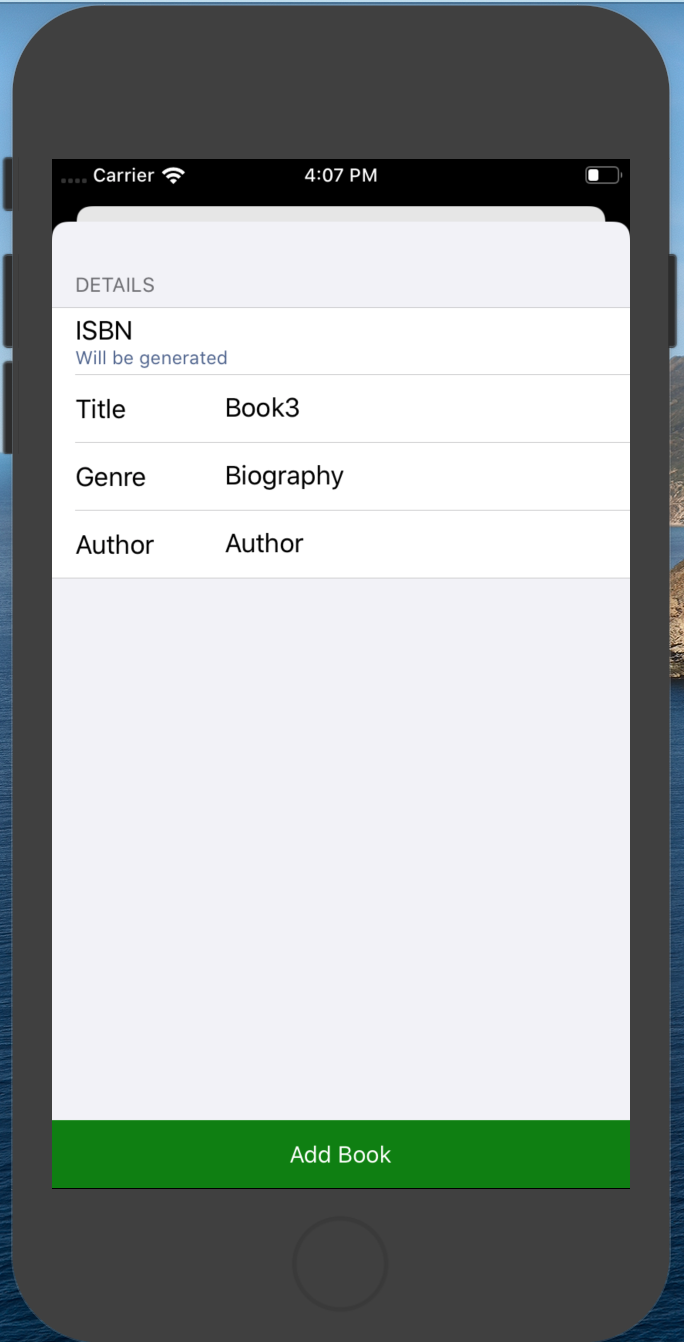 Carrier 4:07 PM
DETAILS
ISBN
Will be generated
Title Book3
Genre Biography
Author Author
Add Book